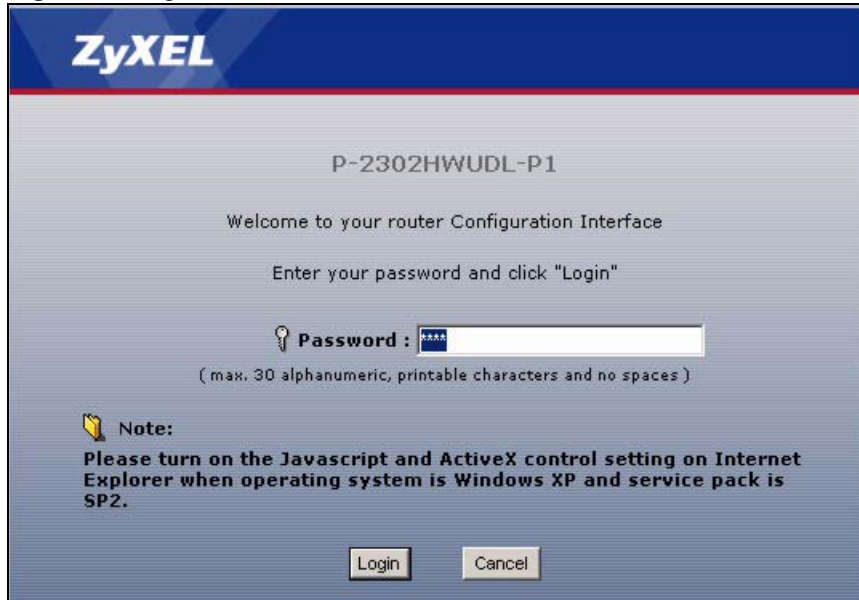 ZyXEL
P-2302HWUDL-P1
Welcome to your router Configuration Interface
Enter your password and click "Login"
Password : ****
( max. 30 alphanumeric, printable characters and no spaces )
Note:
Please turn on the Javascript and ActiveX control setting on Internet
Explorer when operating system is Windows XP and service pack is
SP2.
Login Cancel